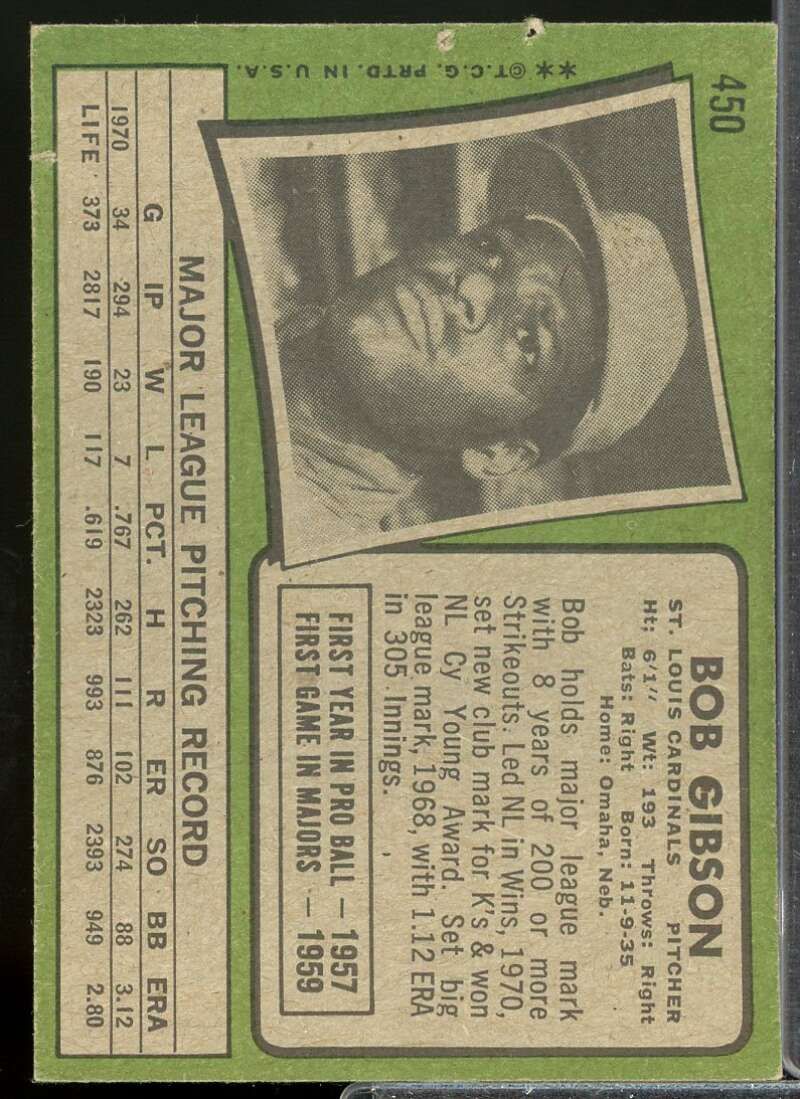 450
**©T.C.G. PRTD. IN U.S.A.
BOB GIBSON
ST. LOUIS CARDINALS PITCHER
Ht: 6/1" Wt: 193 Throws: Right
Bats: Right Born: 11-9-35
Home: Omaha, Neb.
Bob holds major league mark
with 8 years of 200 or more
Strikeouts. Led NL in Wins, 1970,
set new club mark for K's & won
NL Cy Young Award. Set big
league mark, 1968, with 1.12 ERA
in 305 Innings.
FIRST YEAR IN PRO BALL — 1957
FIRST GAME IN MAJORS — 1959
MAJOR LEAGUE PITCHING RECORD
G IP W L PCT. H R ER SO BB ERA
1970 34 294 23 7 .767 262 111 102 274 88 3.12
LIFE 373 2817 190 117 .619 2323 993 876 2393 949 2.80